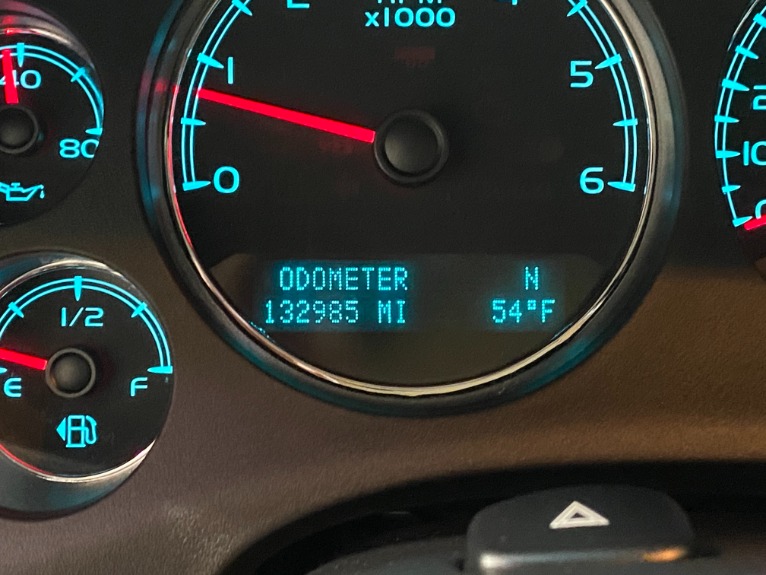 RPM
x1000
40
80
1
5
0
6
1/2
E
F
ODOMETER N
132985 MI 54°F
10